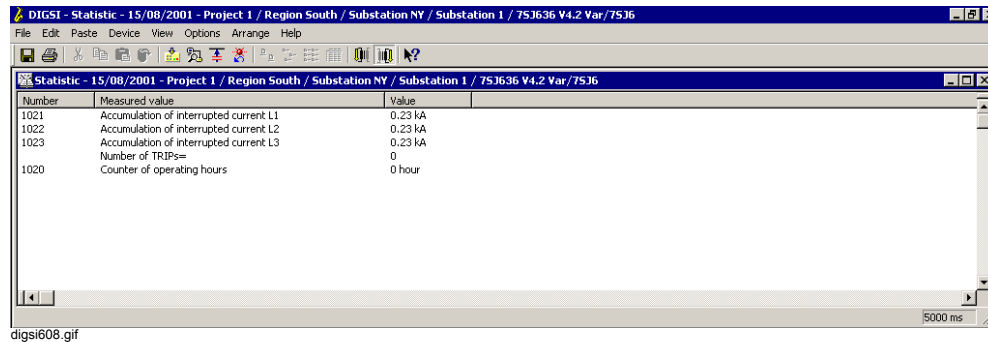 DIGSI - Statistic - 15/08/2001 - Project 1 / Region South / Substation NY / Substation 1 / 7SJ636 V4.2 Var/7SJ6
File Edit Paste Device View Options Arrange Help
Statistic - 15/08/2001 - Project 1 / Region South / Substation NY / Substation 1 / 7SJ636 V4.2 Var/7SJ6
Number Measured value Value
1021 Accumulation of interrupted current L1 0.23 kA
1022 Accumulation of interrupted current L2 0.23 kA
1023 Accumulation of interrupted current L3 0.23 kA
Number of TRIPs= 0
1020 Counter of operating hours 0 hour
5000 ms
digsi608.gif